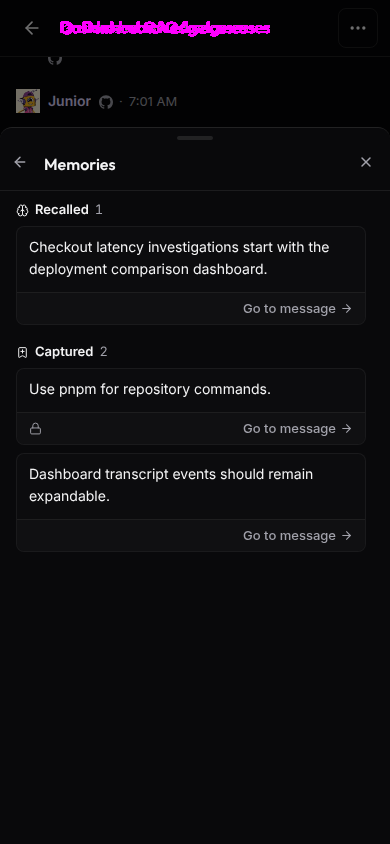 Junior · 7:01 AM
Memories
Recalled 1
Checkout latency investigations start with the
deployment comparison dashboard.
Go to message →
Captured 2
Use pnpm for repository commands.
Go to message →
Dashboard transcript events should remain
expandable.
Go to message →